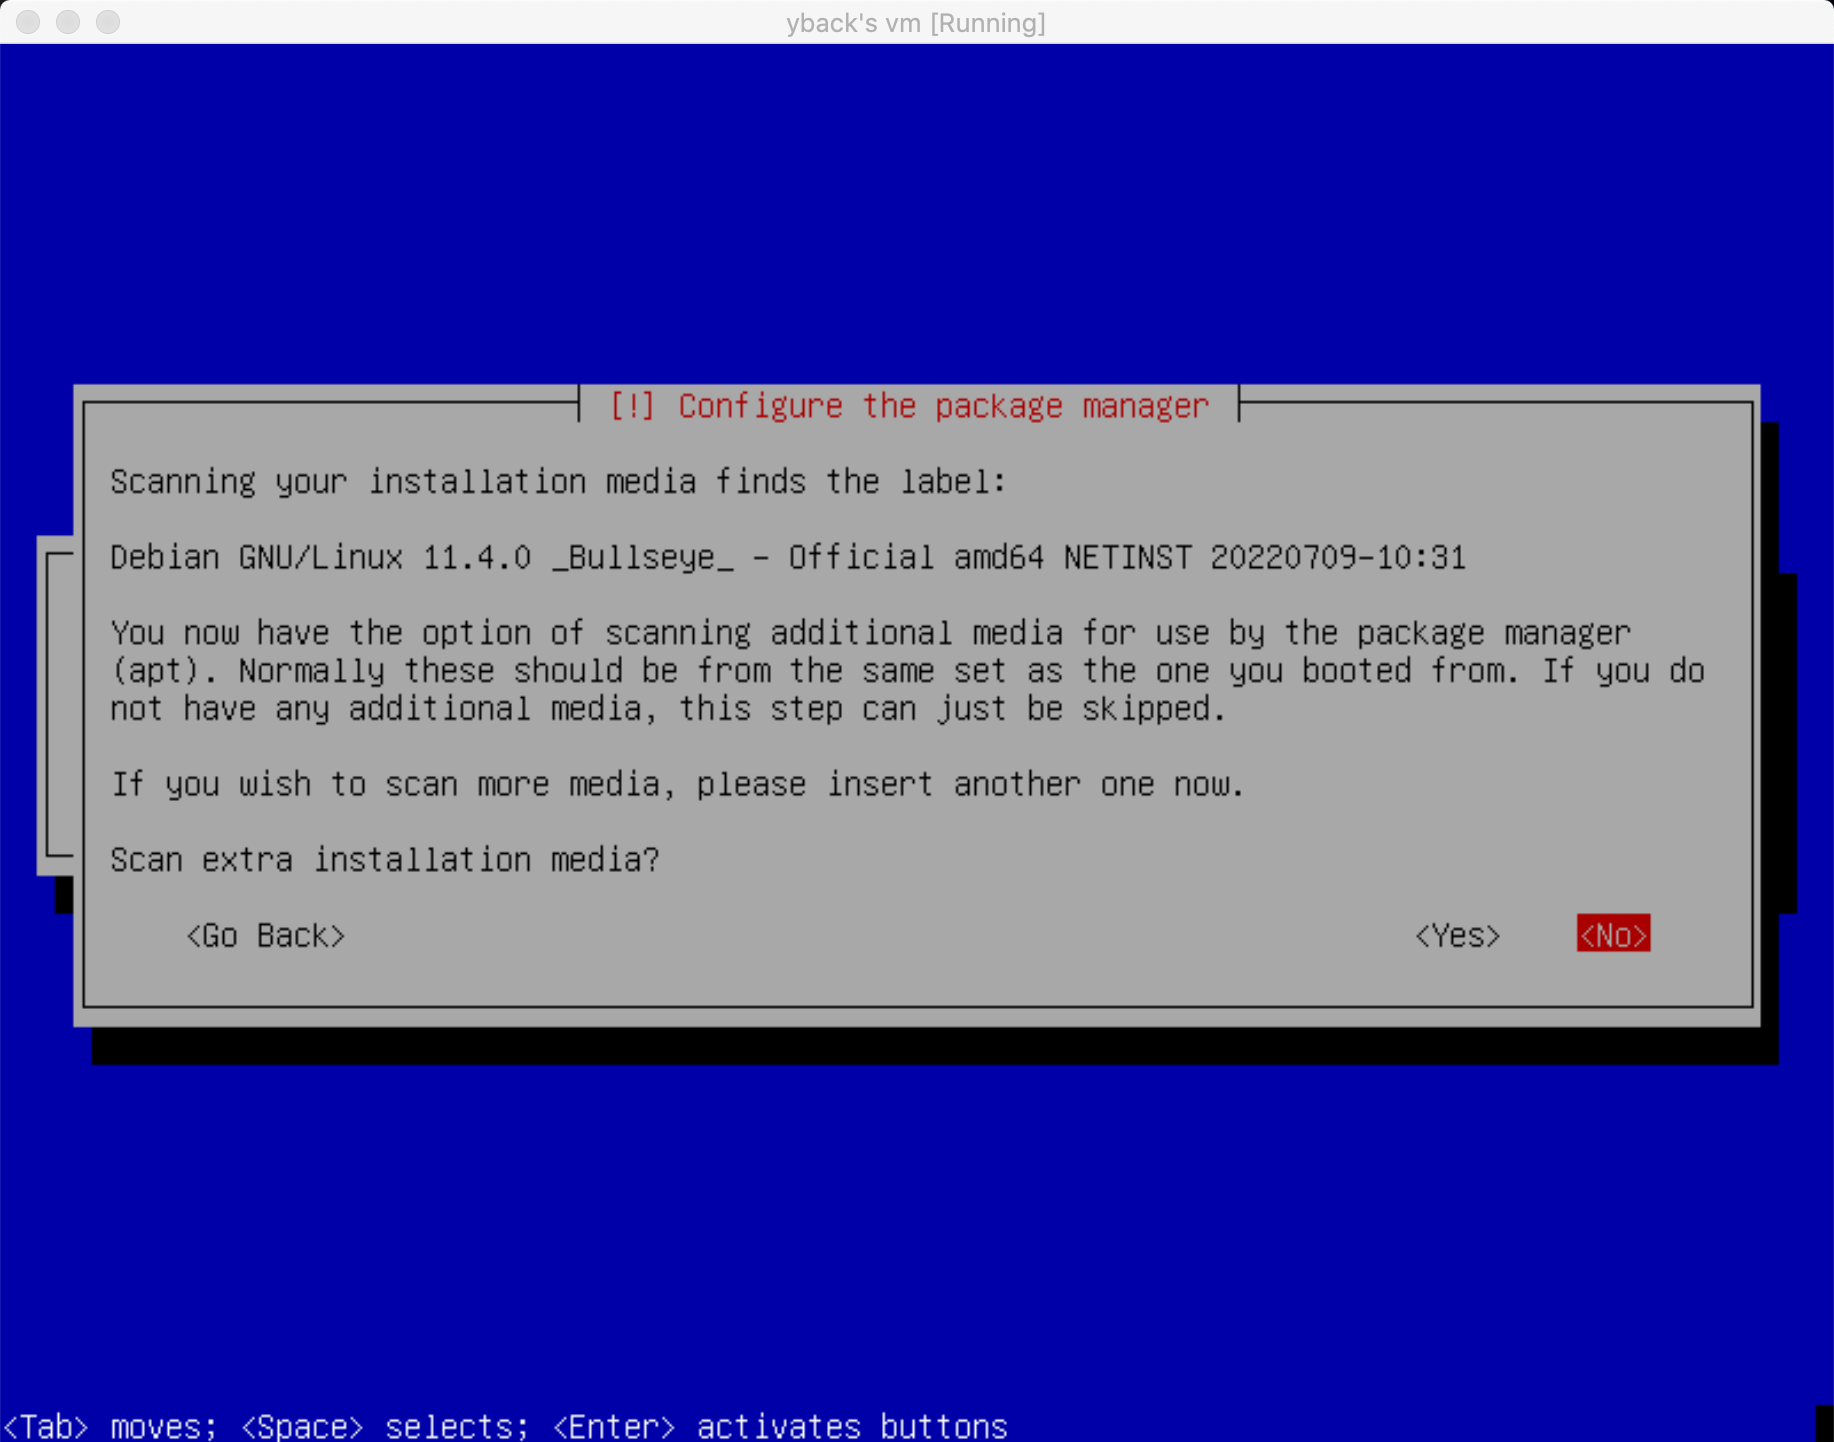 yback's vm [Running]
[!] Configure the package manager
Scanning your installation media finds the label:
Debian GNU/Linux 11.4.0 _Bullseye_ - Official amd64 NETINST 20220709-10:31
You now have the option of scanning additional media for use by the package manager
(apt). Normally these should be from the same set as the one you booted from. If you do
not have any additional media, this step can just be skipped.
If you wish to scan more media, please insert another one now.
Scan extra installation media?
<Go Back> <Yes> <No>
<Tab> moves; <Space> selects; <Enter> activates buttons